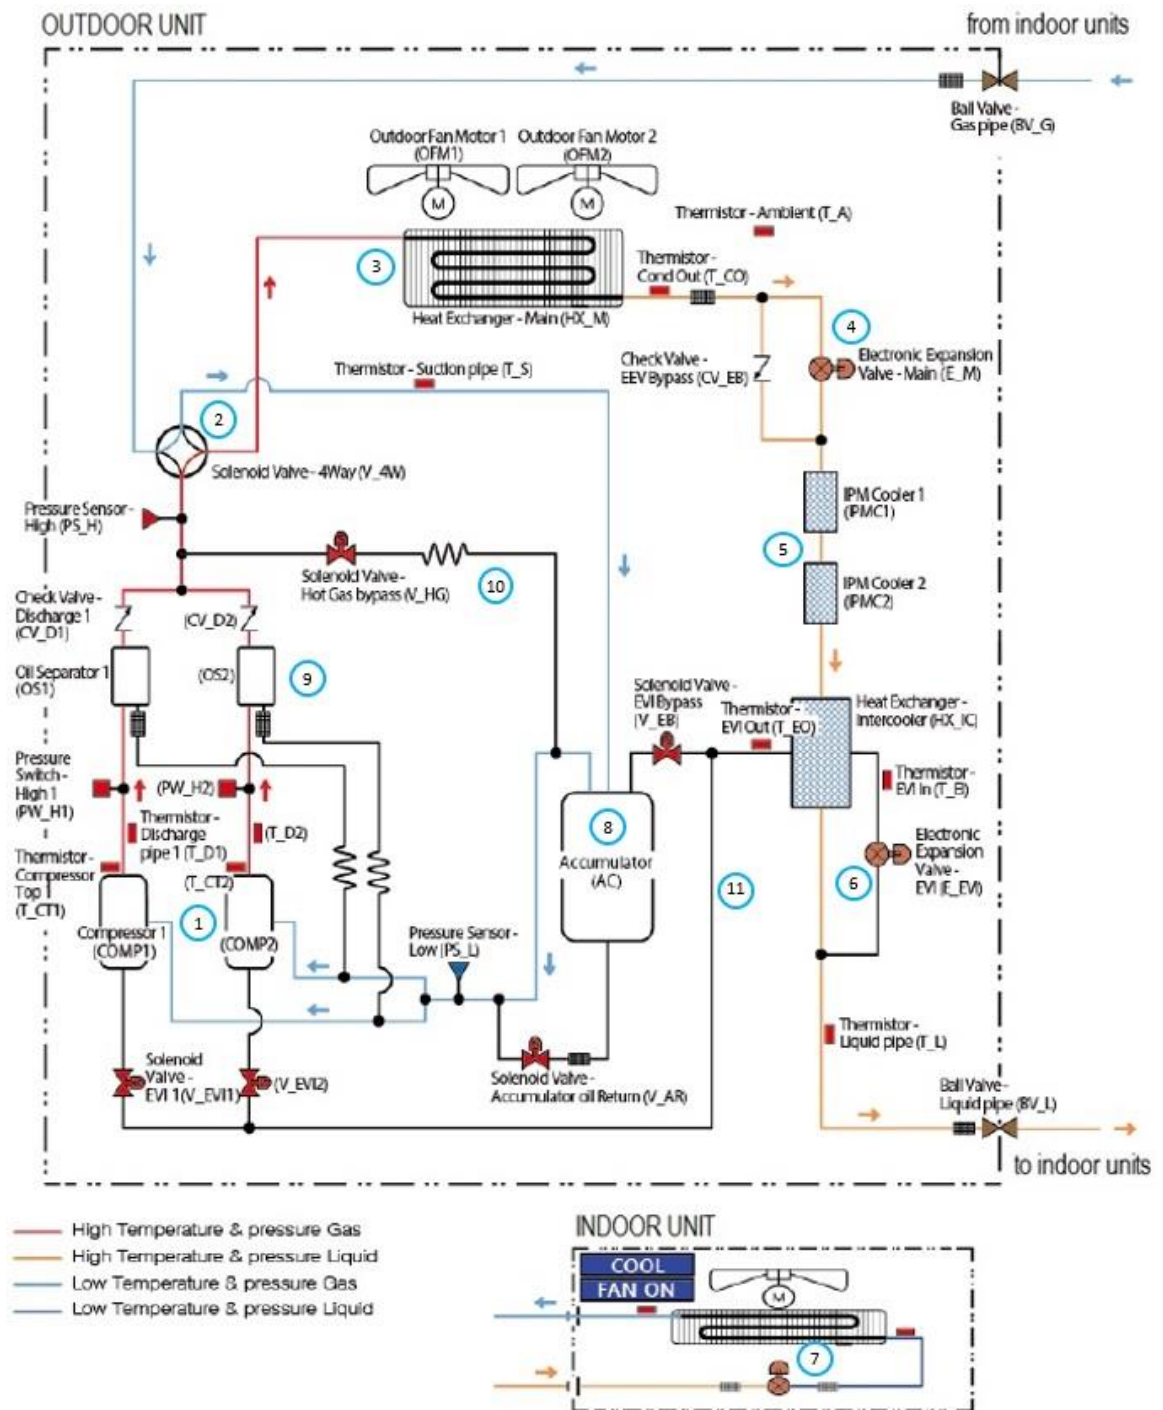 OUTDOOR UNIT
from indoor units
Ball Valve -
Gas pipe (BV_G)
Outdoor Fan Motor 1
(OFM1)
Outdoor Fan Motor 2
(OFM2)
M
M
Thermistor - Ambient (T_A)
3
Thermistor -
Cond Out (T_CO)
Heat Exchanger - Main (HX_M)
4
Check Valve -
EEV Bypass (CV_EB)
Electronic Expansion
Valve - Main (E_M)
Thermistor - Suction pipe (T_S)
2
Solenoid Valve - 4Way (V_4W)
Pressure Sensor -
High (PS_H)
IPM Cooler 1
(IPMC1)
5
IPM Cooler 2
(IPMC2)
Solenoid Valve -
Hot Gas bypass (V_HG)
10
Check Valve -
Discharge 1
(CV_D1)
(CV_D2)
Oil Separator 1
(OS1)
(OS2)
9
Solenoid Valve -
EVI Bypass
(V_EB)
Thermistor -
EVI Out (T_EO)
Heat Exchanger -
Intercooler (HX_IC)
Pressure
Switch -
High 1
(PW_H1)
(PW_H2)
Thermistor -
EVI In (T_EI)
Thermistor -
Discharge
pipe 1 (T_D1)
(T_D2)
8
Accumulator
(AC)
Electronic
Expansion
Valve -
EVI (E_EVI)
6
Thermistor -
Compressor
Top 1
(T_CT1)
(T_CT2)
11
1
Compressor 1
(COMP1)
(COMP2)
Pressure Sensor -
Low (PS_L)
Thermistor -
Liquid pipe (T_L)
Solenoid
Valve -
EVI 1(V_EVI1)
(V_EVI2)
Solenoid Valve -
Accumulator oil Return (V_AR)
Ball Valve -
Liquid pipe (BV_L)
to indoor units
High Temperature & pressure Gas
High Temperature & pressure Liquid
Low Temperature & pressure Gas
Low Temperature & pressure Liquid
INDOOR UNIT
COOL
FAN ON
M
7